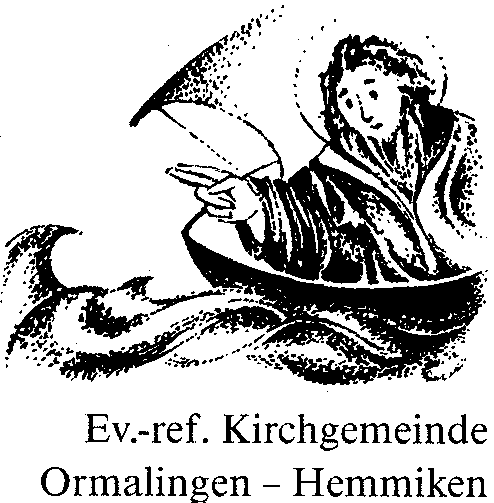 Ev.-ref. Kirchgemeinde
Ormalingen – Hemmiken